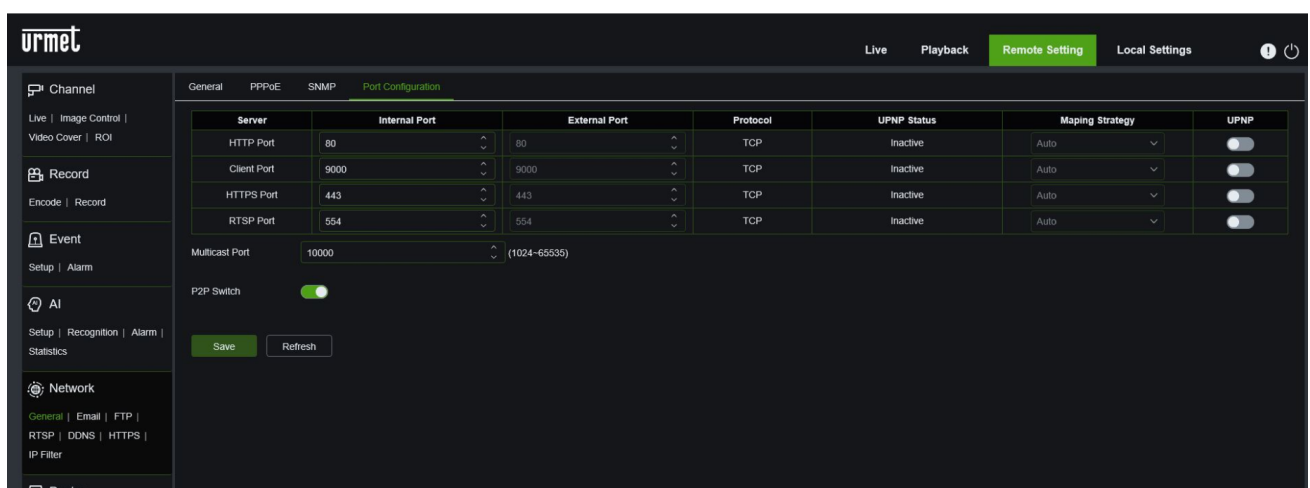 urmet
Live Playback Remote Setting Local Settings
Channel
Live | Image Control |
Video Cover | ROI
Record
Encode | Record
Event
Setup | Alarm
AI
Setup | Recognition | Alarm |
Statistics
Network
General | Email | FTP |
RTSP | DDNS | HTTPS |
IP Filter
General PPPoE SNMP Port Configuration
Server Internal Port External Port Protocol UPNP Status Maping Strategy UPNP
HTTP Port 80 80 TCP Inactive Auto
Client Port 9000 9000 TCP Inactive Auto
HTTPS Port 443 443 TCP Inactive Auto
RTSP Port 554 554 TCP Inactive Auto
Multicast Port 10000 (1024~65535)
P2P Switch
Save Refresh